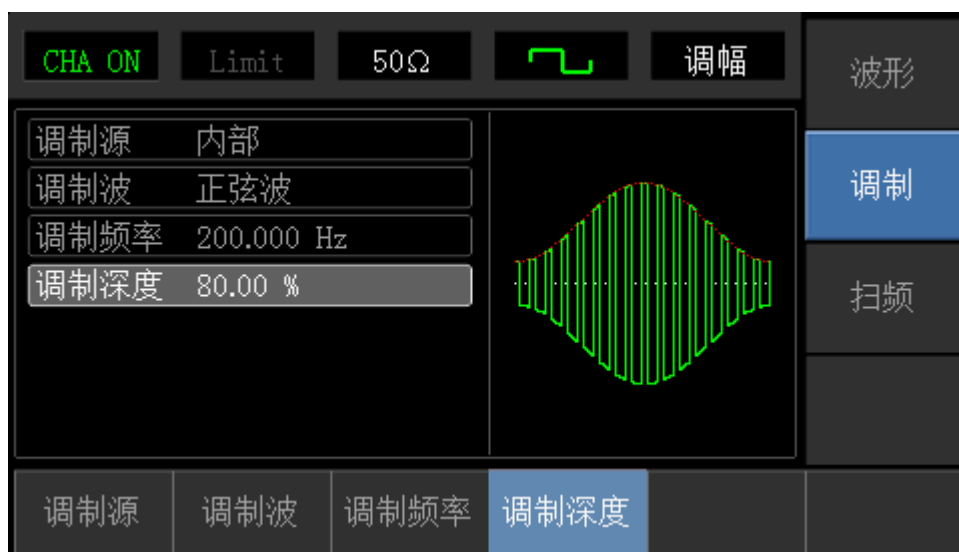 CHA ON Limit 50Ω 调幅
波形
调制源 内部
调制波 正弦波
调制频率 200.000 Hz
调制深度 80.00 %
调制
扫频
调制源 调制波 调制频率 调制深度